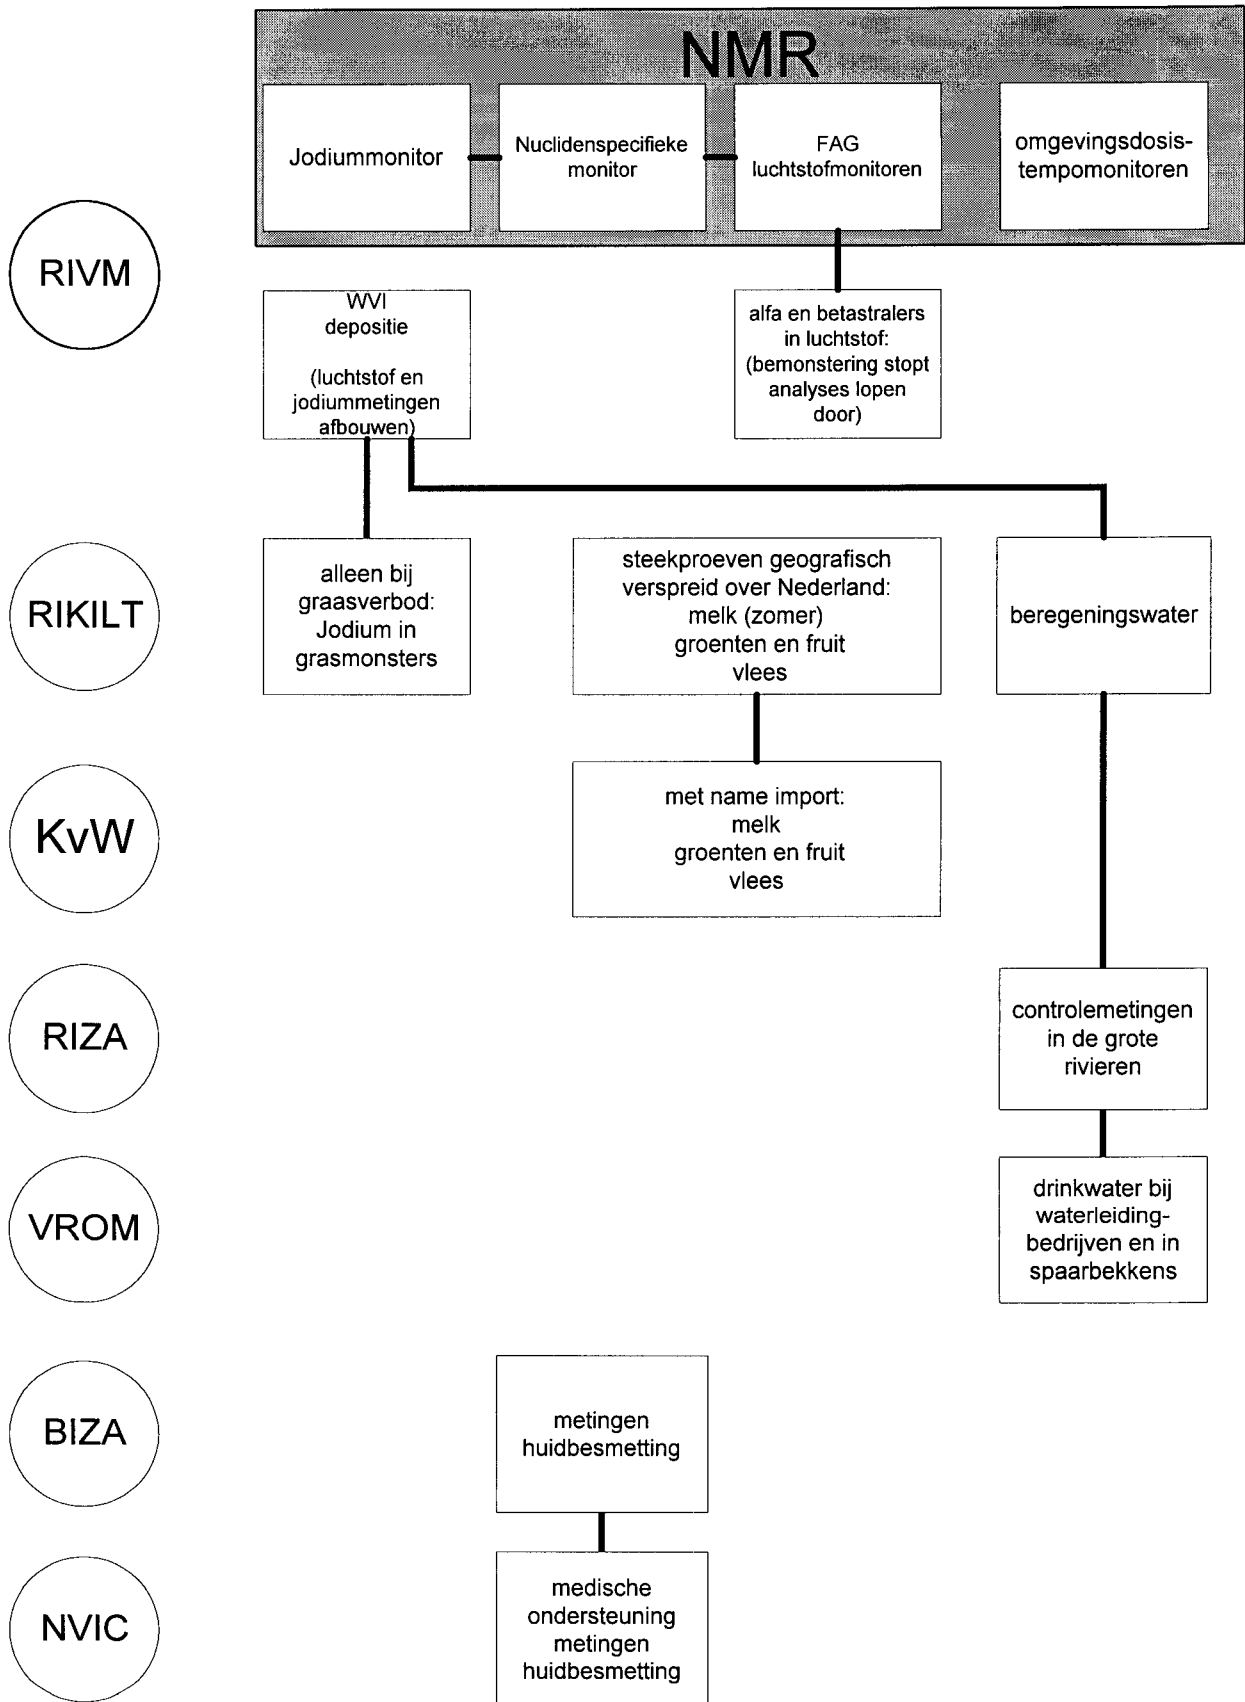 NMR
Jodiummonitor
Nuclidenspecifieke
monitor
FAG
luchtstofmonitoren
omgevingsdosis-
tempomonitoren
RIVM
WVI
depositie
(luchtstof en
jodiummetingen
afbouwen)
alfa en betastralers
in luchtstof:
(bemonstering stopt
analyses lopen
door)
RIKILT
alleen bij
graasverbod:
Jodium in
grasmonsters
steekproeven geografisch
verspreid over Nederland:
melk (zomer)
groenten en fruit
vlees
beregeningswater
KvW
met name import:
melk
groenten en fruit
vlees
RIZA
controlemetingen
in de grote
rivieren
VROM
drinkwater bij
waterleiding-
bedrijven en in
spaarbekkens
BIZA
metingen
huidbesmetting
NVIC
medische
ondersteuning
metingen
huidbesmetting